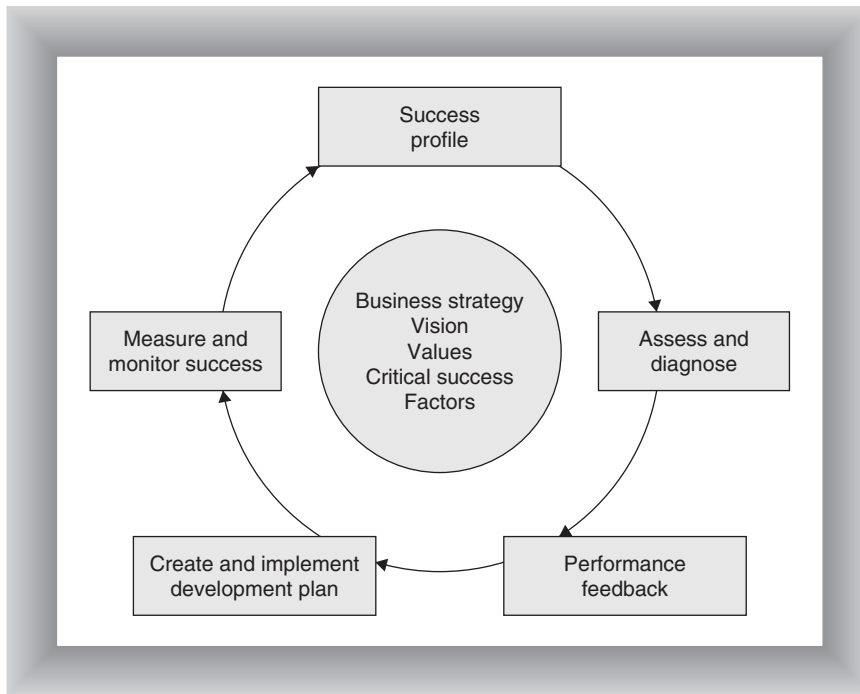 Success
profile
Business strategy
Vision
Values
Critical success
Factors
Measure and
monitor success
Assess and
diagnose
Create and implement
development plan
Performance
feedback